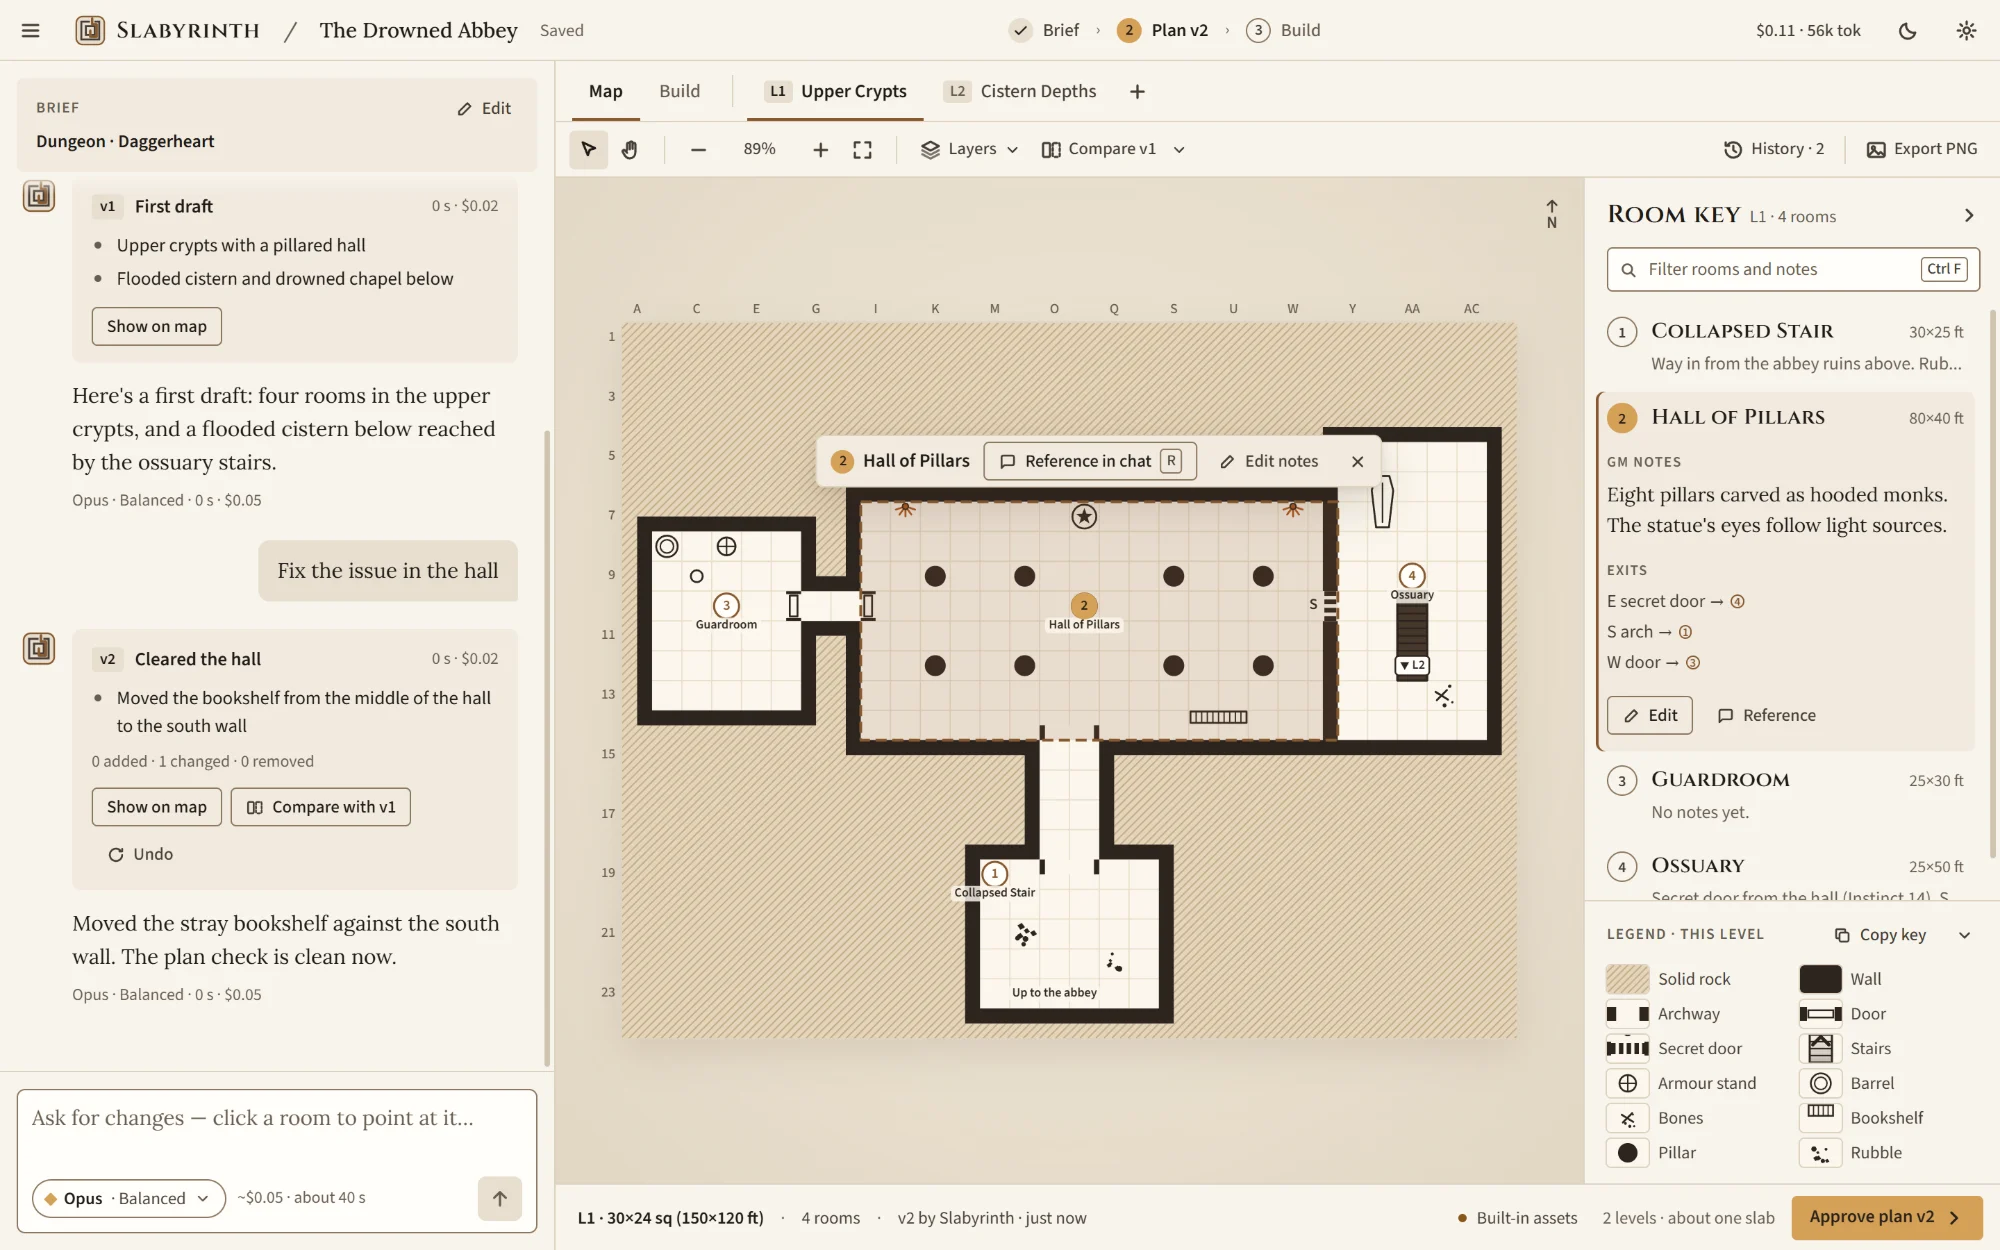 SLABYRINTH / The Drowned Abbey Saved
Brief › 2 Plan v2 › 3 Build
$0.11 · 56k tok
BRIEF
Edit
Dungeon · Daggerheart
v1 First draft 0 s · $0.02
Upper crypts with a pillared hall
Flooded cistern and drowned chapel below
Show on map
Here's a first draft: four rooms in the upper
crypts, and a flooded cistern below reached
by the ossuary stairs.
Opus · Balanced · 0 s · $0.05
Fix the issue in the hall
v2 Cleared the hall 0 s · $0.02
Moved the bookshelf from the middle of the hall
to the south wall
0 added · 1 changed · 0 removed
Show on map Compare with v1
Undo
Moved the stray bookshelf against the south
wall. The plan check is clean now.
Opus · Balanced · 0 s · $0.05
Ask for changes — click a room to point at it...
Opus · Balanced ~$0.05 · about 40 s
Map Build L1 Upper Crypts L2 Cistern Depths +
89% Layers Compare v1 History · 2 Export PNG
N
A C E G I K M O Q S U W Y AA AC
1
3
5
7
9
11
13
15
17
19
21
23
2 Hall of Pillars Reference in chat R Edit notes
3
Guardroom
2
Hall of Pillars
S
4
Ossuary
▼ L2
1
Collapsed Stair
Up to the abbey
ROOM KEY L1 · 4 rooms
Filter rooms and notes Ctrl F
1 COLLAPSED STAIR 30×25 ft
Way in from the abbey ruins above. Rub...
2 HALL OF PILLARS 80×40 ft
GM NOTES
Eight pillars carved as hooded monks.
The statue's eyes follow light sources.
EXITS
E secret door → 4
S arch → 1
W door → 3
Edit Reference
3 GUARDROOM 25×30 ft
No notes yet.
4 OSSUARY 25×50 ft
Secret door from the hall (Instinct 14). S
LEGEND · THIS LEVEL Copy key
Solid rock Wall
Archway Door
Secret door Stairs
Armour stand Barrel
Bones Bookshelf
Pillar Rubble
L1 · 30×24 sq (150×120 ft) · 4 rooms · v2 by Slabyrinth · just now
Built-in assets 2 levels · about one slab Approve plan v2